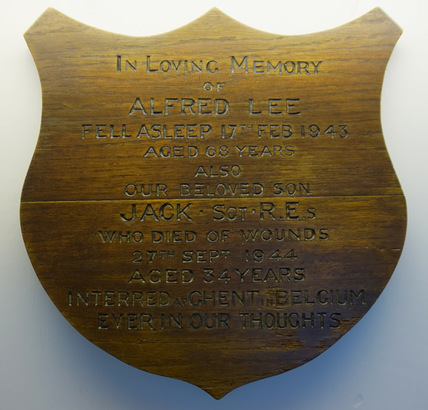 IN LOVING MEMORY
OF
ALFRED LEE
FELL ASLEEP 17TH FEB 1943
AGED 68 YEARS
ALSO
OUR BELOVED SON
JACK · SGT · R.E.S
WHO DIED OF WOUNDS
27TH SEPT 1944
AGED 34 YEARS
INTERRED AT GHENT IN BELGIUM
EVER IN OUR THOUGHTS